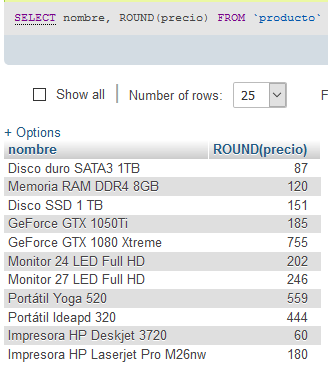 SELECT nombre, ROUND(precio) FROM `producto`
Show all Number of rows: 25 F
+ Options
nombre ROUND(precio)
Disco duro SATA3 1TB 87
Memoria RAM DDR4 8GB 120
Disco SSD 1 TB 151
GeForce GTX 1050Ti 185
GeForce GTX 1080 Xtreme 755
Monitor 24 LED Full HD 202
Monitor 27 LED Full HD 246
Portátil Yoga 520 559
Portátil Ideapd 320 444
Impresora HP Deskjet 3720 60
Impresora HP Laserjet Pro M26nw 180